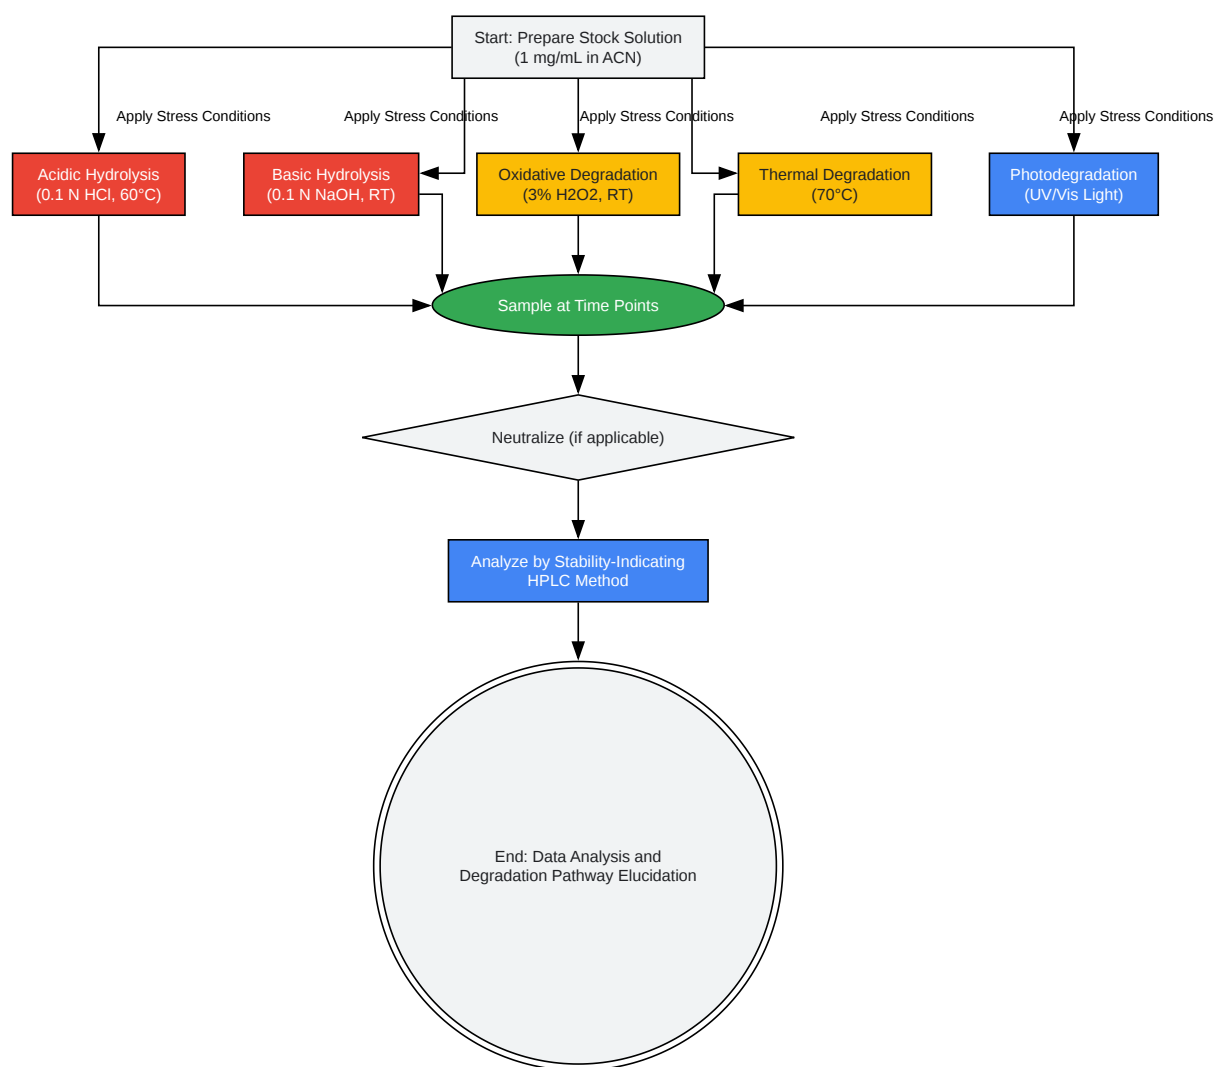 Start: Prepare Stock Solution
(1 mg/mL in ACN)
Apply Stress Conditions
Apply Stress Conditions
Apply Stress Conditions
Apply Stress Conditions
Apply Stress Conditions
Acidic Hydrolysis
(0.1 N HCl, 60°C)
Basic Hydrolysis
(0.1 N NaOH, RT)
Oxidative Degradation
(3% H2O2, RT)
Thermal Degradation
(70°C)
Photodegradation
(UV/Vis Light)
Sample at Time Points
Neutralize (if applicable)
Analyze by Stability-Indicating
HPLC Method
End: Data Analysis and
Degradation Pathway Elucidation